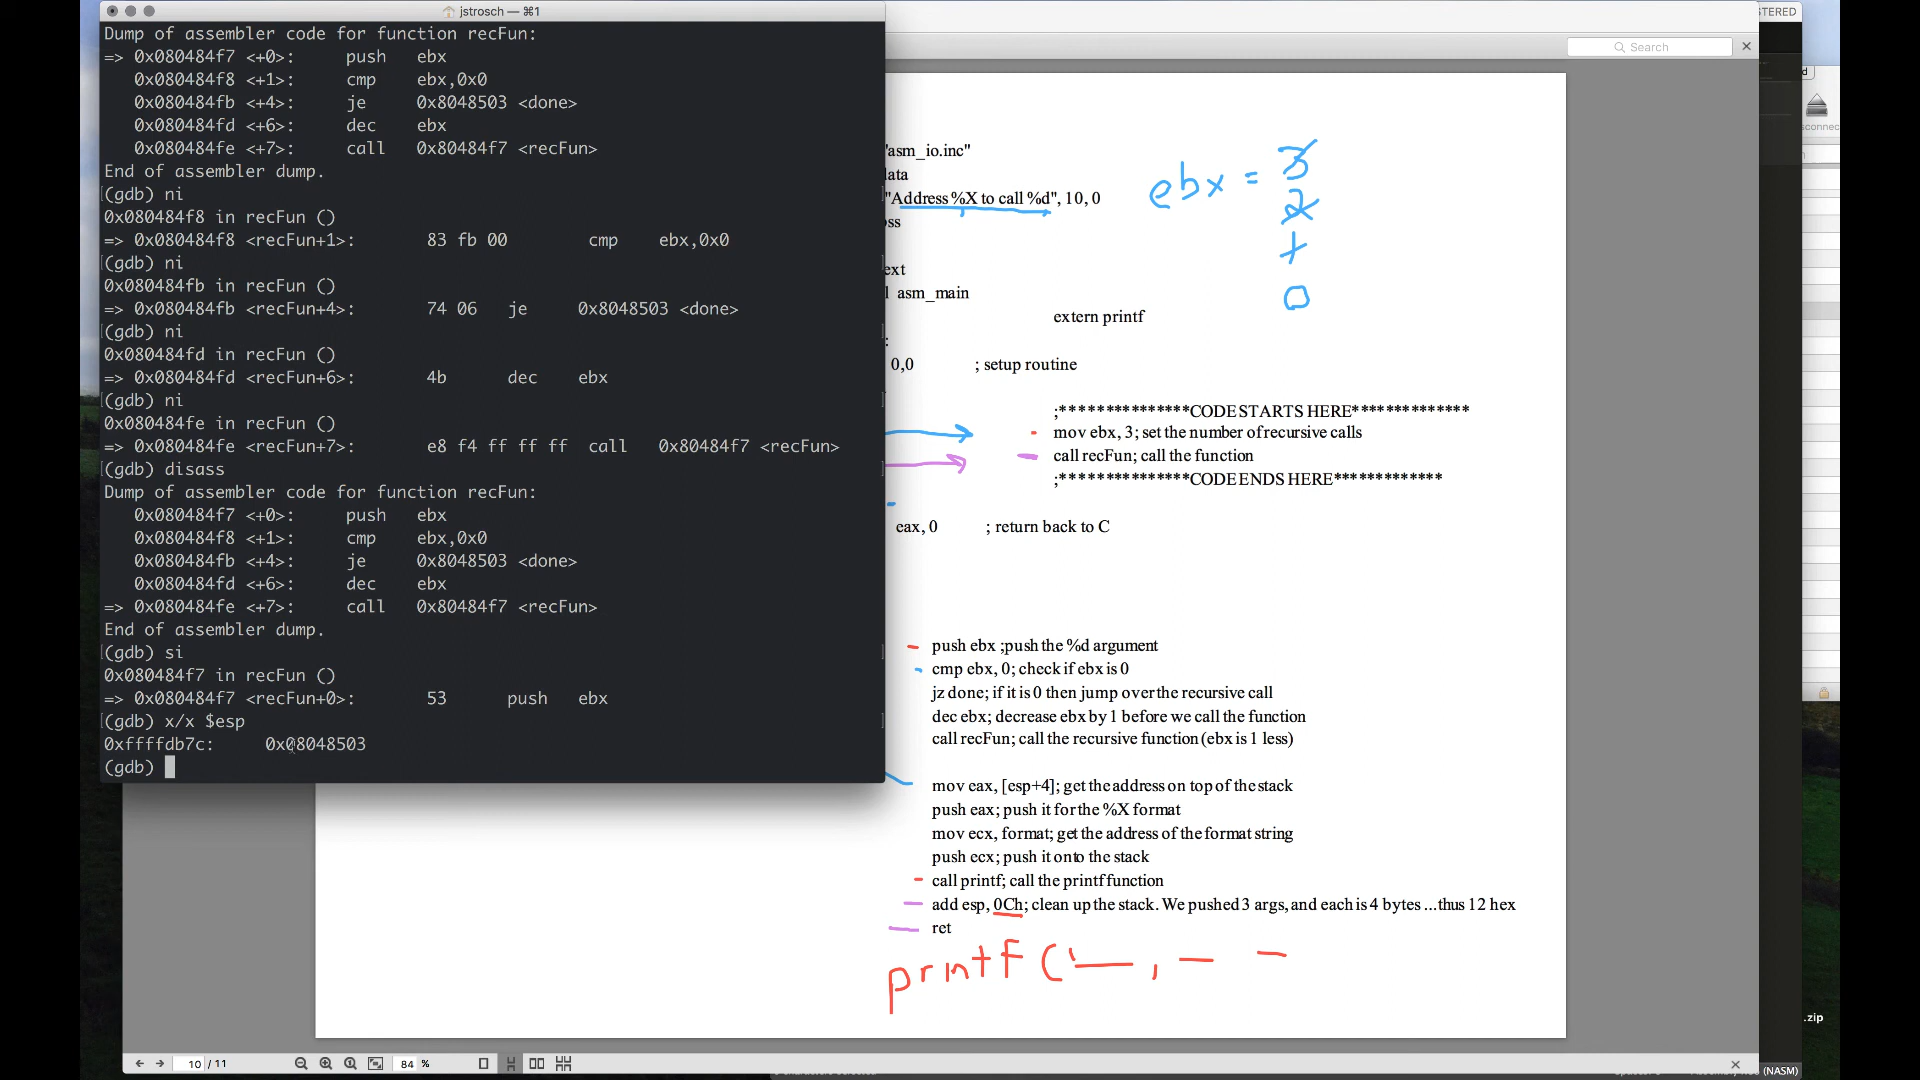 jstrosch — ⌘1
Dump of assembler code for function recFun:
=> 0x080484f7 <+0>: push ebx
0x080484f8 <+1>: cmp ebx,0x0
0x080484fb <+4>: je 0x8048503 <done>
0x080484fd <+6>: dec ebx
0x080484fe <+7>: call 0x80484f7 <recFun>
End of assembler dump.
(gdb) ni
0x080484f8 in recFun ()
=> 0x080484f8 <recFun+1>: 83 fb 00 cmp ebx,0x0
(gdb) ni
0x080484fb in recFun ()
=> 0x080484fb <recFun+4>: 74 06 je 0x8048503 <done>
(gdb) ni
0x080484fd in recFun ()
=> 0x080484fd <recFun+6>: 4b dec ebx
(gdb) ni
0x080484fe in recFun ()
=> 0x080484fe <recFun+7>: e8 f4 ff ff ff call 0x80484f7 <recFun>
(gdb) disass
Dump of assembler code for function recFun:
0x080484f7 <+0>: push ebx
0x080484f8 <+1>: cmp ebx,0x0
0x080484fb <+4>: je 0x8048503 <done>
0x080484fd <+6>: dec ebx
=> 0x080484fe <+7>: call 0x80484f7 <recFun>
End of assembler dump.
(gdb) si
0x080484f7 in recFun ()
=> 0x080484f7 <recFun+0>: 53 push ebx
(gdb) x/x $esp
0xffffdb7c: 0x08048503
(gdb)
Search
TERED
"asm_io.inc"
data
"Address %X to call %d", 10, 0
ss
ext
l asm_main
extern printf
:
0,0 ; setup routine
;***************CODE STARTS HERE**************
mov ebx, 3; set the number of recursive calls
call recFun; call the function
;***************CODE ENDS HERE*************
eax, 0 ; return back to C
push ebx ;push the %d argument
cmp ebx, 0; check if ebx is 0
jz done; if it is 0 then jump over the recursive call
dec ebx; decrease ebx by 1 before we call the function
call recFun; call the recursive function (ebx is 1 less)
mov eax, [esp+4]; get the address on top of the stack
push eax; push it for the %X format
mov ecx, format; get the address of the format string
push ecx; push it onto the stack
call printf; call the printf function
add esp, 0Ch; clean up the stack. We pushed 3 args, and each is 4 bytes ...thus 12 hex
ret
ebx = 3
2
1
0
printf ('__, _ _
10 / 11
84 %
.zip
(NASM)